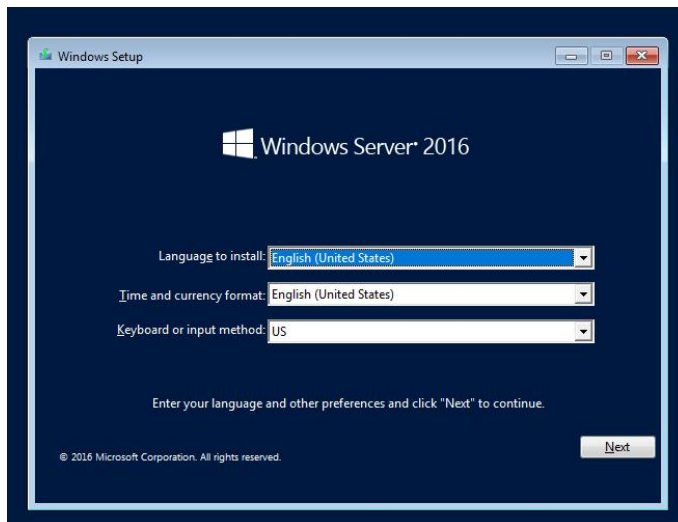 Windows Setup
Windows Server® 2016
Language to install: English (United States)
Time and currency format: English (United States)
Keyboard or input method: US
Enter your language and other preferences and click "Next" to continue.
Next
© 2016 Microsoft Corporation. All rights reserved.